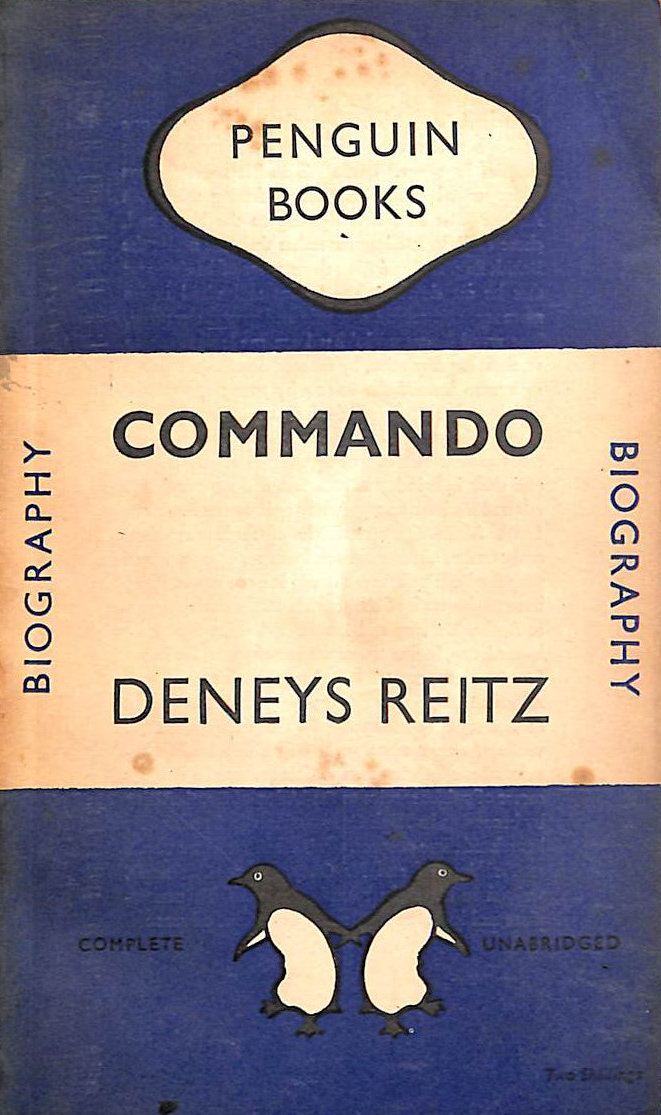 PENGUIN
BOOKS
COMMANDO
BIOGRAPHY
BIOGRAPHY
DENEYS REITZ
COMPLETE
UNABRIDGED
Two Shillings